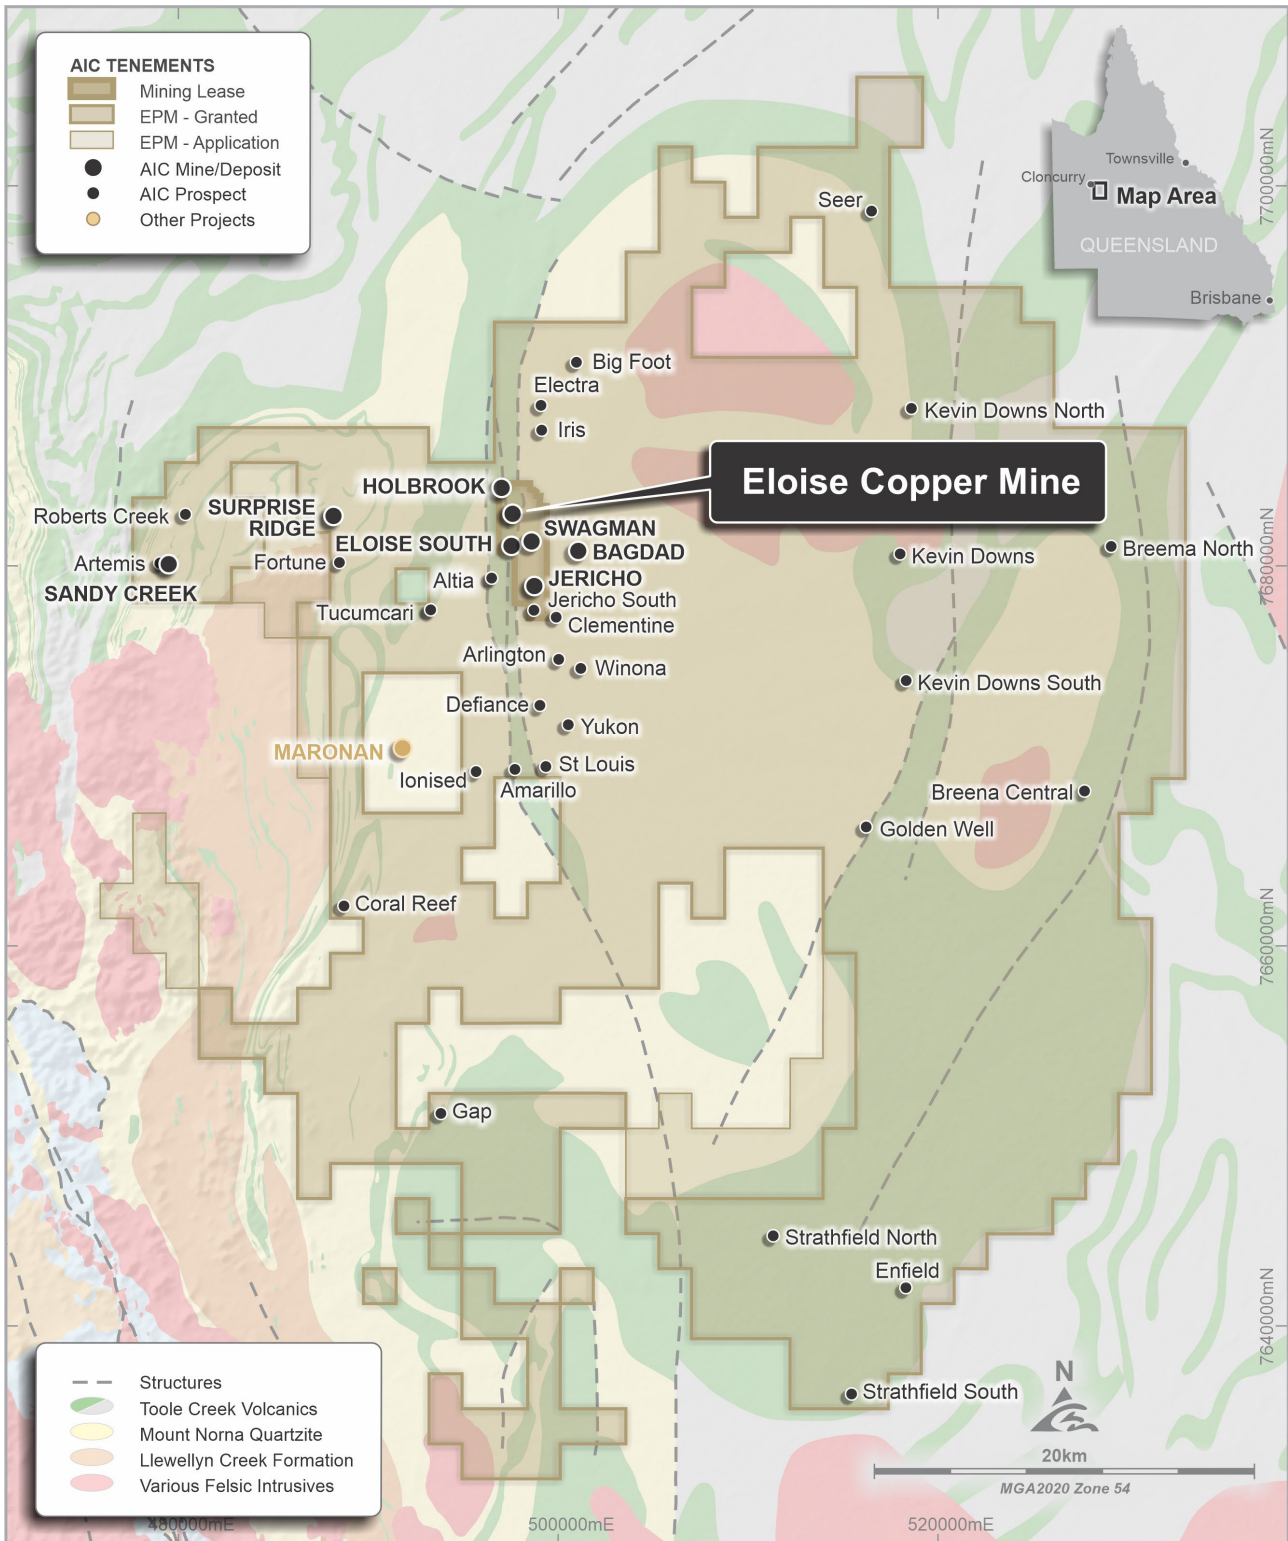 AIC TENEMENTS
Mining Lease
EPM - Granted
EPM - Application
AIC Mine/Deposit
AIC Prospect
Other Projects
Townsville
Cloncurry
Map Area
QUEENSLAND
Brisbane
7700000mN
Seer
Big Foot
Electra
Iris
Kevin Downs North
HOLBROOK
Eloise Copper Mine
Roberts Creek
SURPRISE
RIDGE
SWAGMAN
ELOISE SOUTH
BAGDAD
Kevin Downs
Breema North
Artemis
Fortune
SANDY CREEK
Altia
JERICHO
Jericho South
Tucumcari
Clementine
7680000mN
Arlington
Winona
Kevin Downs South
Defiance
Yukon
MARONAN
Ionised
St Louis
Amarillo
Breena Central
Golden Well
Coral Reef
7660000mN
Gap
Strathfield North
Enfield
7640000mN
Strathfield South
N
20km
MGA2020 Zone 54
Structures
Toole Creek Volcanics
Mount Norna Quartzite
Llewellyn Creek Formation
Various Felsic Intrusives
480000mE
500000mE
520000mE